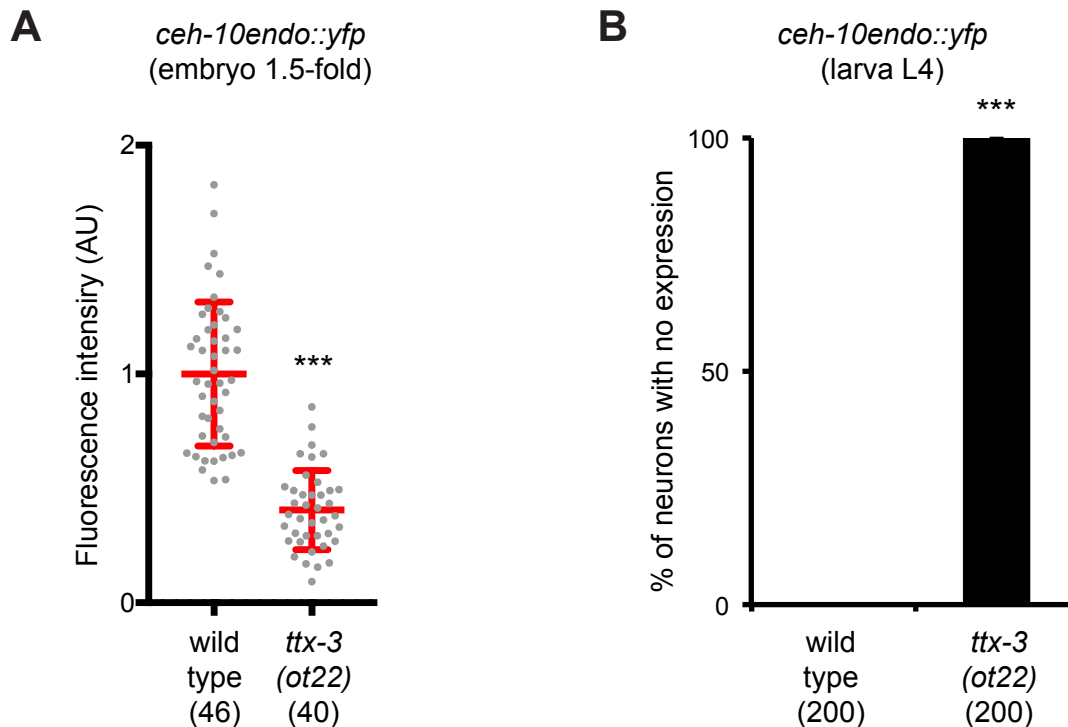 A
ceh-10endo::yfp
(embryo 1.5-fold)
Fluorescence intensiry (AU)
2
1
0
***
wild
type
(46)
ttx-3
(ot22)
(40)
B
ceh-10endo::yfp
(larva L4)
% of neurons with no expression
100
50
0
***
wild
type
(200)
ttx-3
(ot22)
(200)